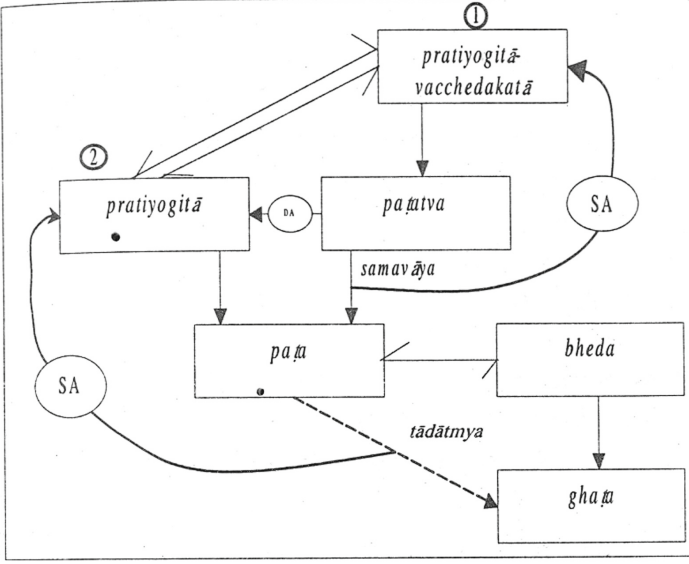 1
pratiyogitā-
vacchedakatā
2
pratiyogitā
DA
paṭatva
SA
samavāya
paṭa
bheda
SA
tādātmya
ghaṭa